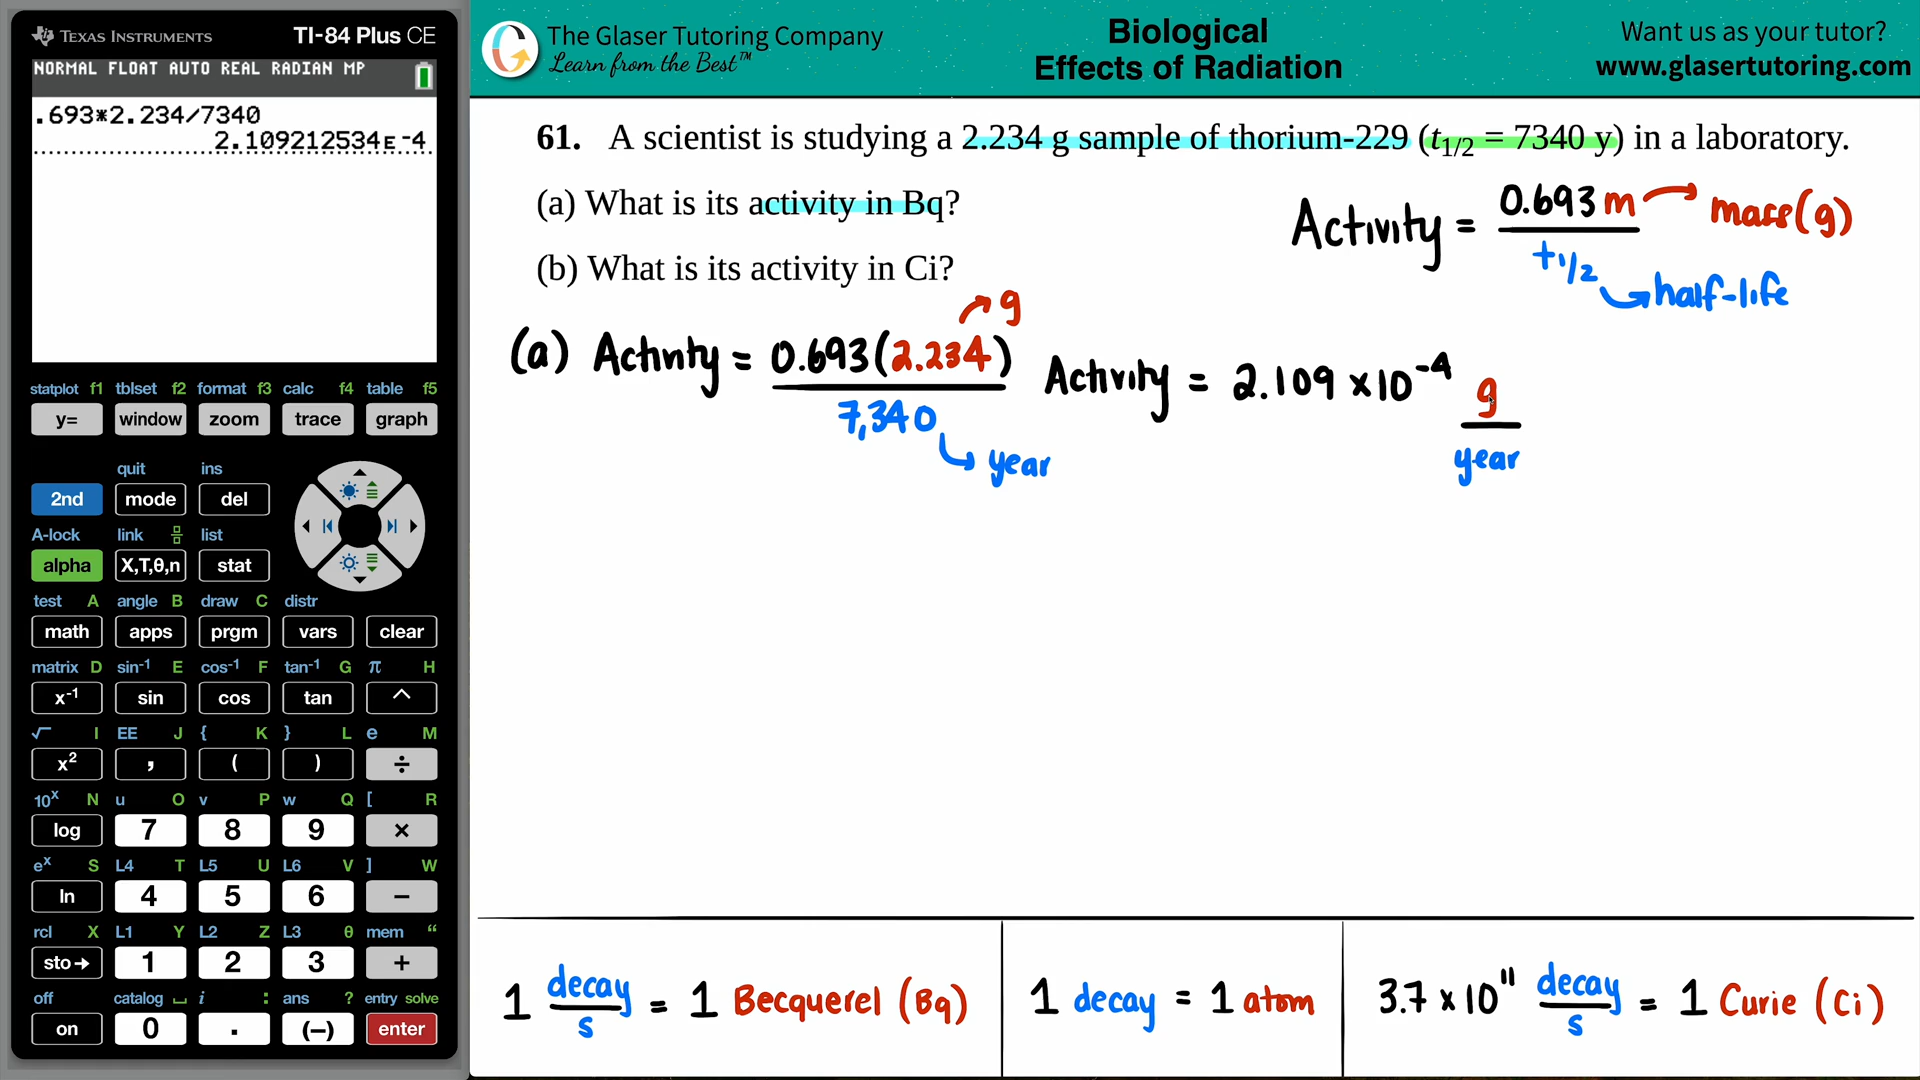 TEXAS INSTRUMENTS TI-84 Plus CE
NORMAL FLOAT AUTO REAL RADIAN MP
.693*2.234/7340
2.109212534E-4
statplot f1 tblset f2 format f3 calc f4 table f5
y= window zoom trace graph
quit ins
2nd mode del
A-lock link list
alpha X,T,θ,n stat
test A angle B draw C distr
math apps prgm vars clear
matrix D sin⁻¹ E cos⁻¹ F tan⁻¹ G π H
x⁻¹ sin cos tan ^
√ I EE J { K } L e M
x² , ( ) ÷
10ˣ N u O v P w Q [ R
log 7 8 9 ×
eˣ S L4 T L5 U L6 V ] W
ln 4 5 6 −
rcl X L1 Y L2 Z L3 θ mem “
sto→ 1 2 3 +
off catalog ⎵ i : ans ? entry solve
on 0 . (−) enter
The Glaser Tutoring Company
Learn from the Best™
Biological
Effects of Radiation
Want us as your tutor?
www.glasertutoring.com
61. A scientist is studying a 2.234 g sample of thorium-229 (t1/2 = 7340 y) in a laboratory.
(a) What is its activity in Bq?
(b) What is its activity in Ci?
Activity = 0.693 m / t1/2
mass (g)
half-life
(a) Activity = 0.693 (2.234) / 7,340
g
year
Activity = 2.109 × 10⁻⁴ g / year
1 decay / s = 1 Becquerel (Bq)
1 decay = 1 atom
3.7 × 10¹¹ decay / s = 1 Curie (Ci)